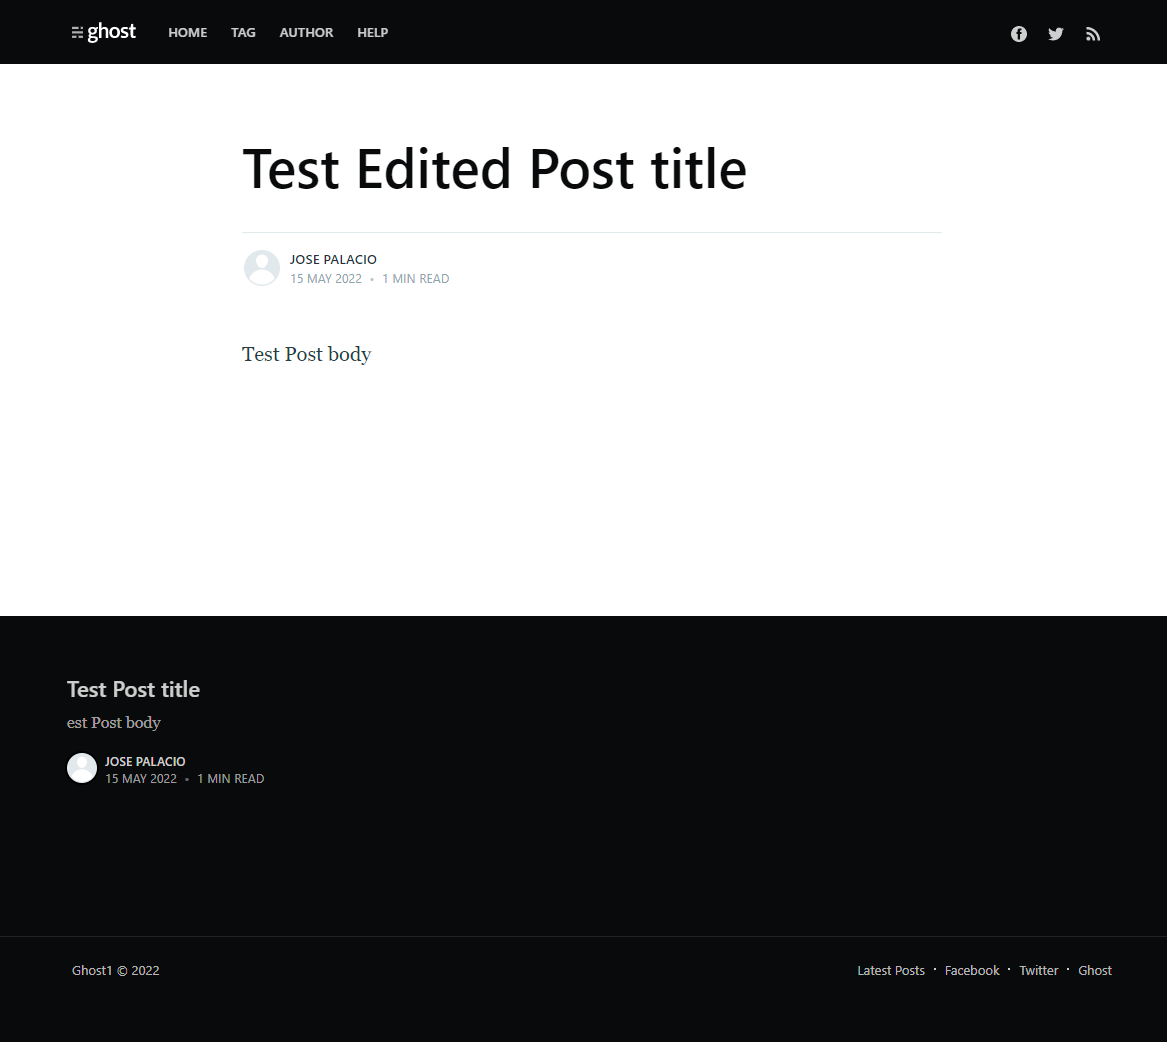 ghost HOME TAG AUTHOR HELP
Test Edited Post title
JOSE PALACIO
15 MAY 2022 • 1 MIN READ
Test Post body
Test Post title
est Post body
JOSE PALACIO
15 MAY 2022 • 1 MIN READ
Ghost1 © 2022 Latest Posts · Facebook · Twitter · Ghost